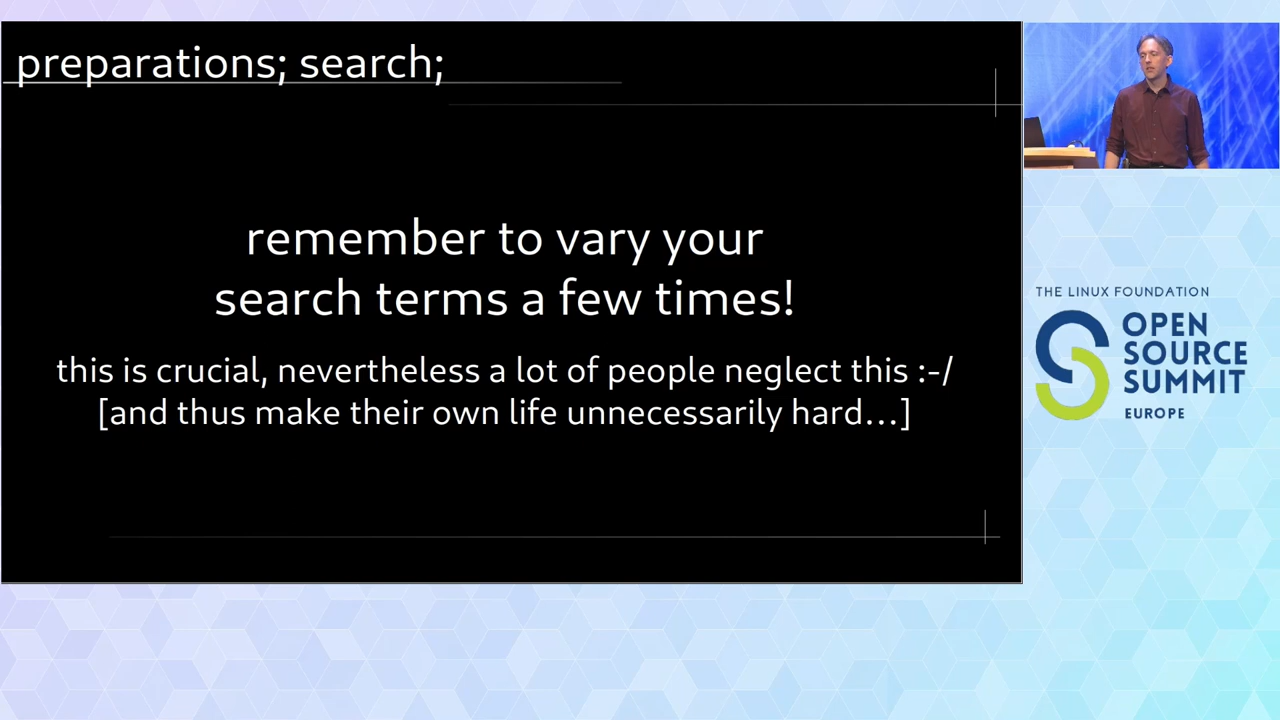 preparations; search;
remember to vary your
search terms a few times!
this is crucial, nevertheless a lot of people neglect this :-/
[and thus make their own life unnecessarily hard…]
THE LINUX FOUNDATION
OPEN
SOURCE
SUMMIT
EUROPE